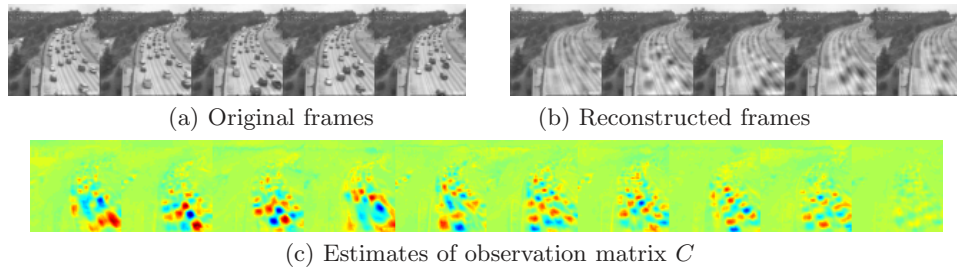 (a) Original frames
(b) Reconstructed frames
(c) Estimates of observation matrix C